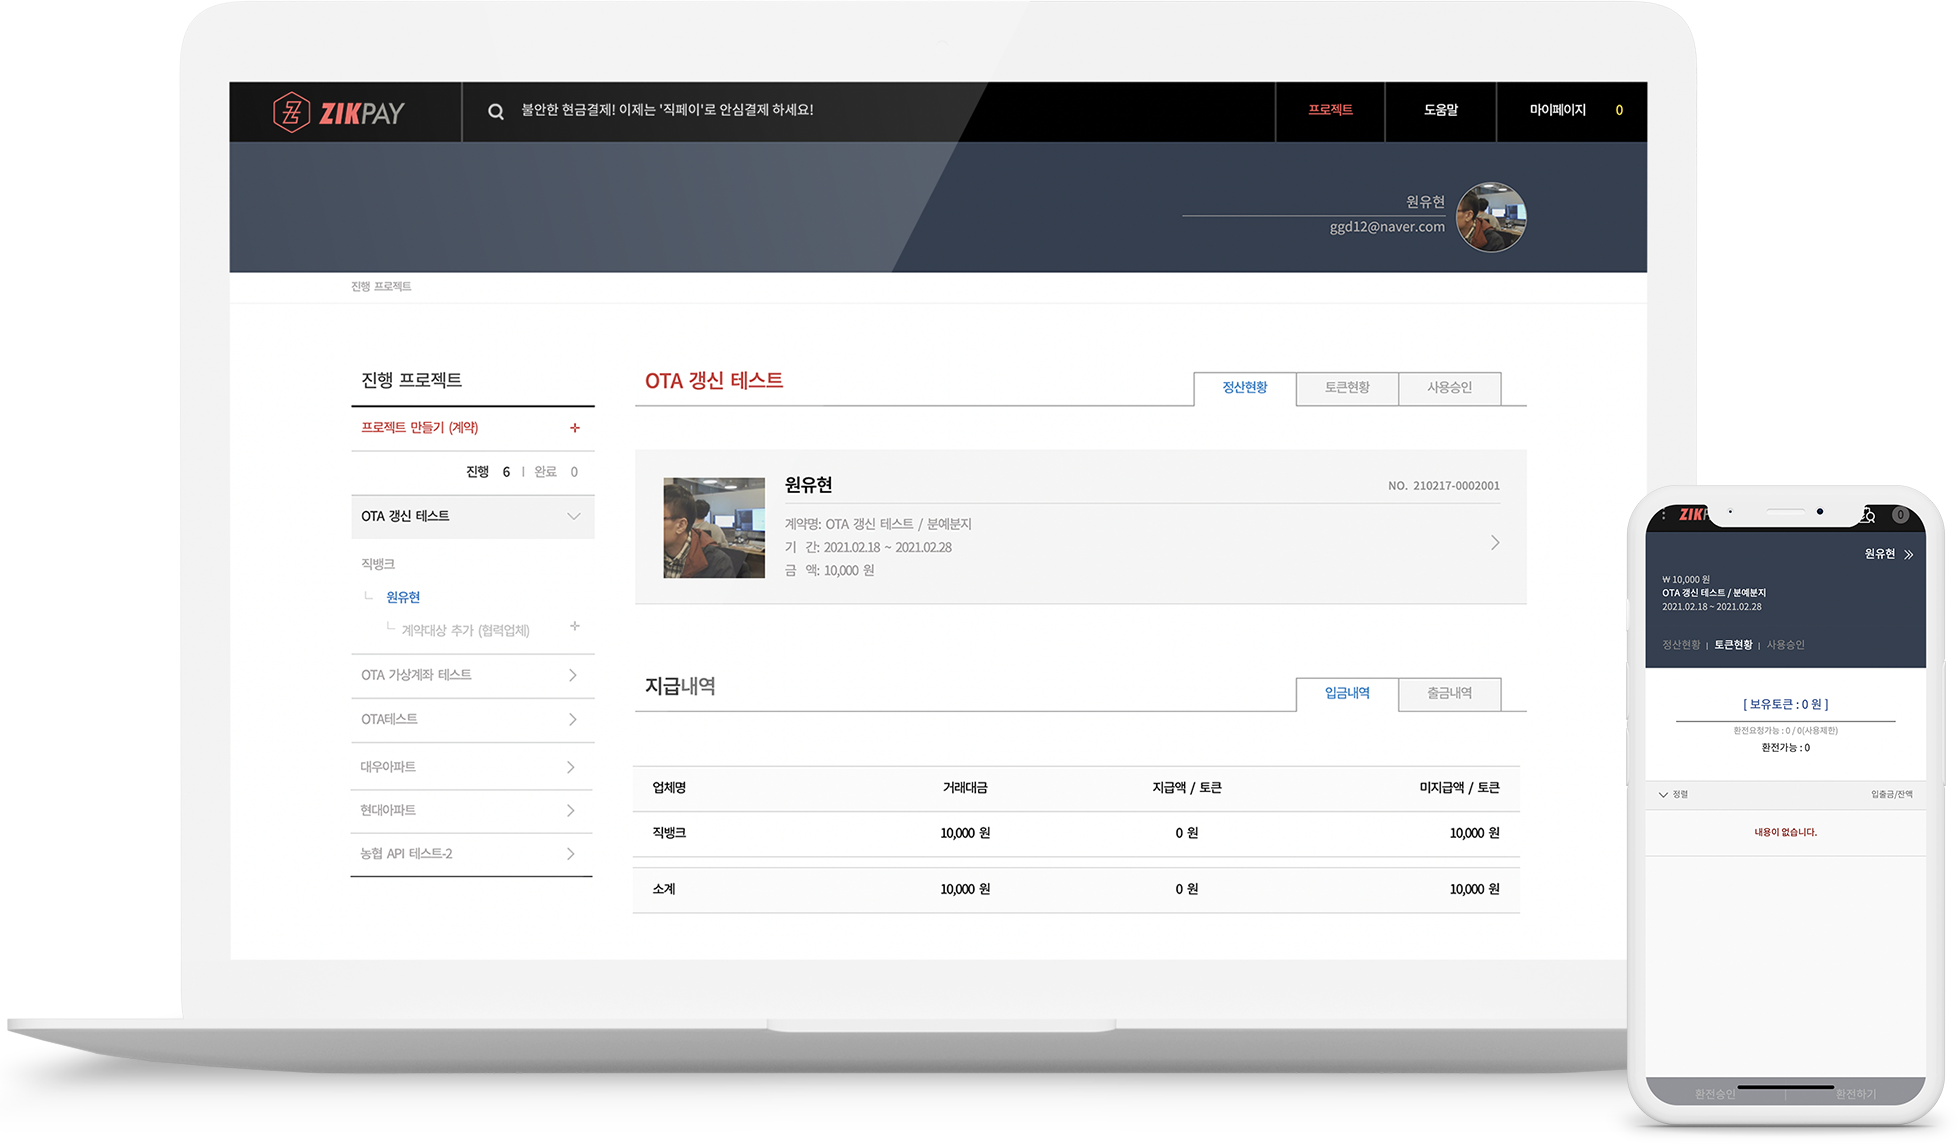 ZIKPAY
불안한 현금결제! 이제는 '직페이'로 안심결제 하세요!
프로젝트
도움말
마이페이지 0
원유현
ggd12@naver.com
진행 프로젝트
진행 프로젝트
프로젝트 만들기 (계약) +
진행 6 | 완료 0
OTA 갱신 테스트
직뱅크
원유현
계약대상 추가 (협력업체) +
OTA 가상계좌 테스트
OTA테스트
대우아파트
현대아파트
농협 API 테스트-2
OTA 갱신 테스트
정산현황 토큰현황 사용승인
원유현
NO. 210217-0002001
계약명: OTA 갱신 테스트 / 분예분지
기 간: 2021.02.18 ~ 2021.02.28
금 액: 10,000 원
지급내역
입금내역 출금내역
업체명 거래대금 지급액 / 토큰 미지급액 / 토큰
직뱅크 10,000 원 0 원 10,000 원
소계 10,000 원 0 원 10,000 원
0
원유현 »
₩ 10,000 원
OTA 갱신 테스트 / 분예분지
2021.02.18 ~ 2021.02.28
정산현황 | 토큰현황 | 사용승인
[ 보유토큰 : 0 원 ]
환전요청가능 : 0 / 0(사용제한)
환전가능 : 0
정렬 입출금/잔액
내용이 없습니다.
환전승인 | 환전하기